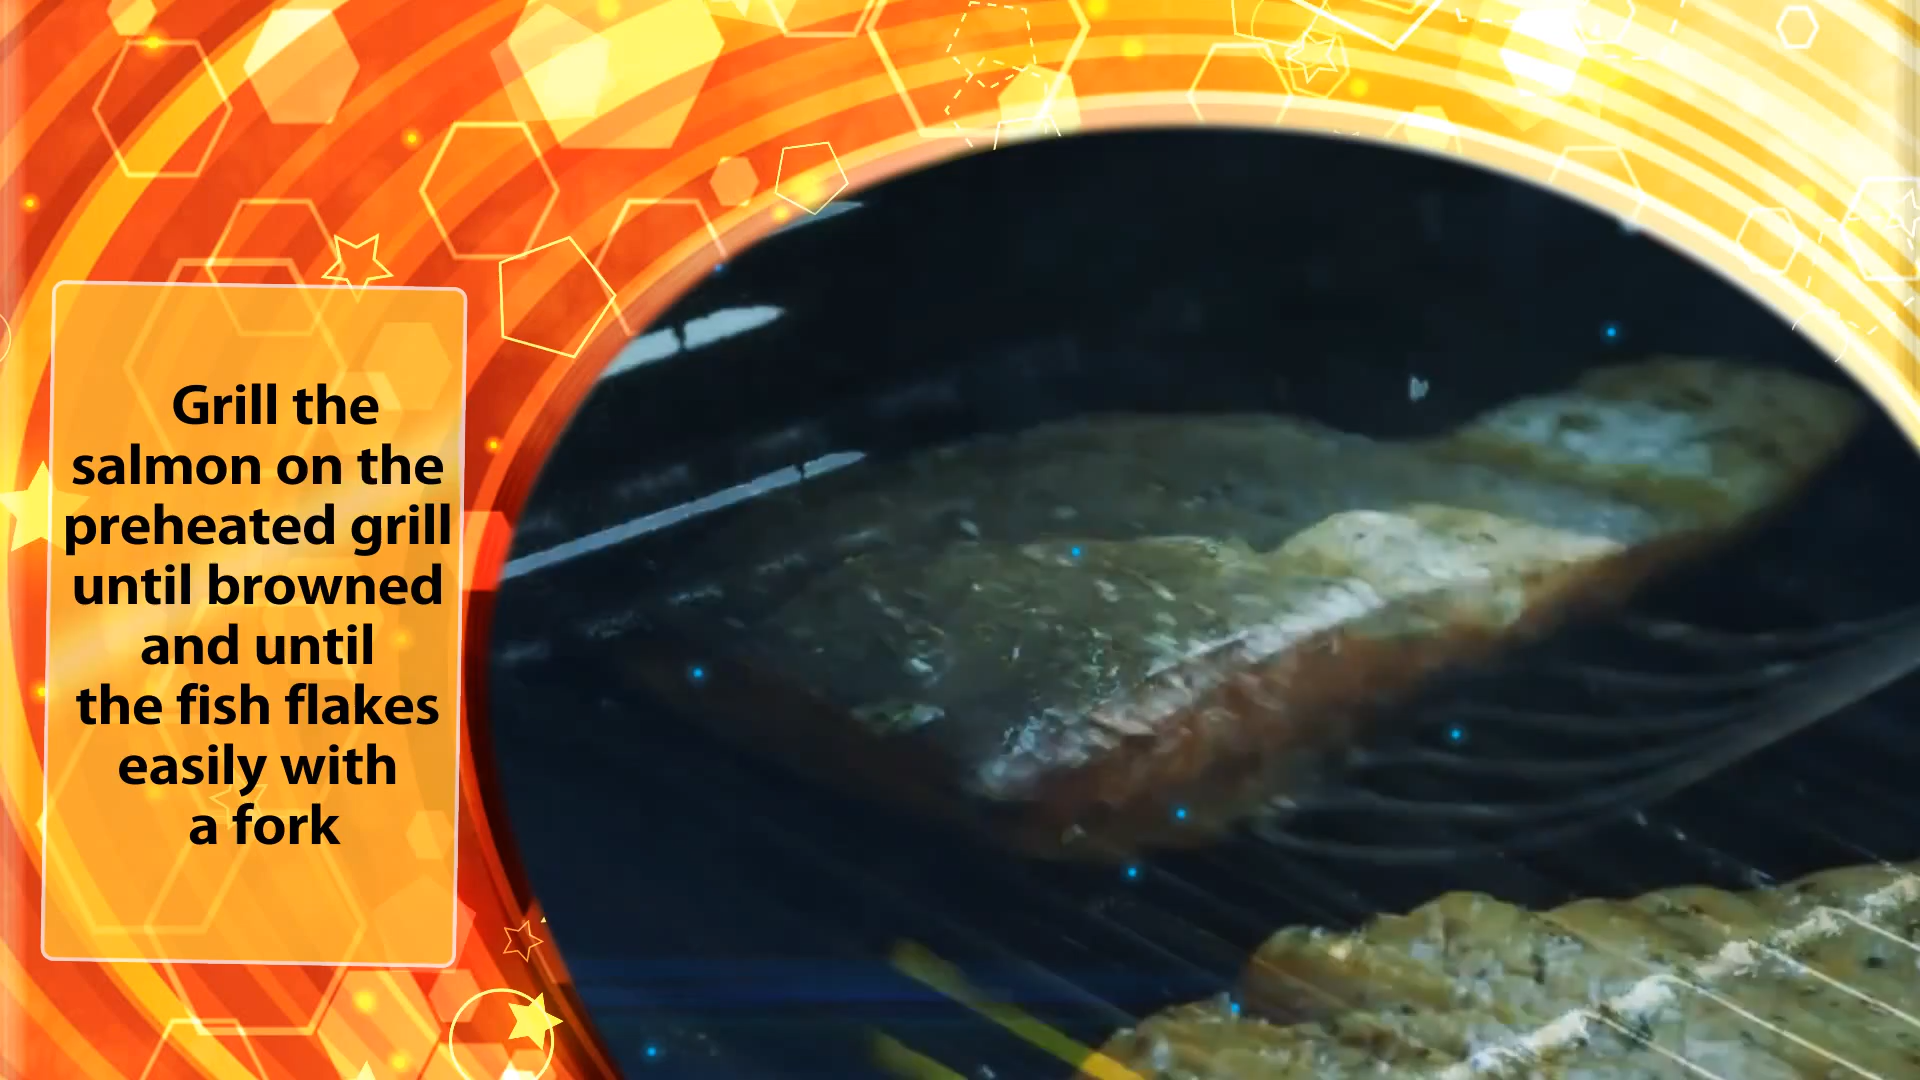 Grill the
salmon on the
preheated grill
until browned
and until
the fish flakes
easily with
a fork